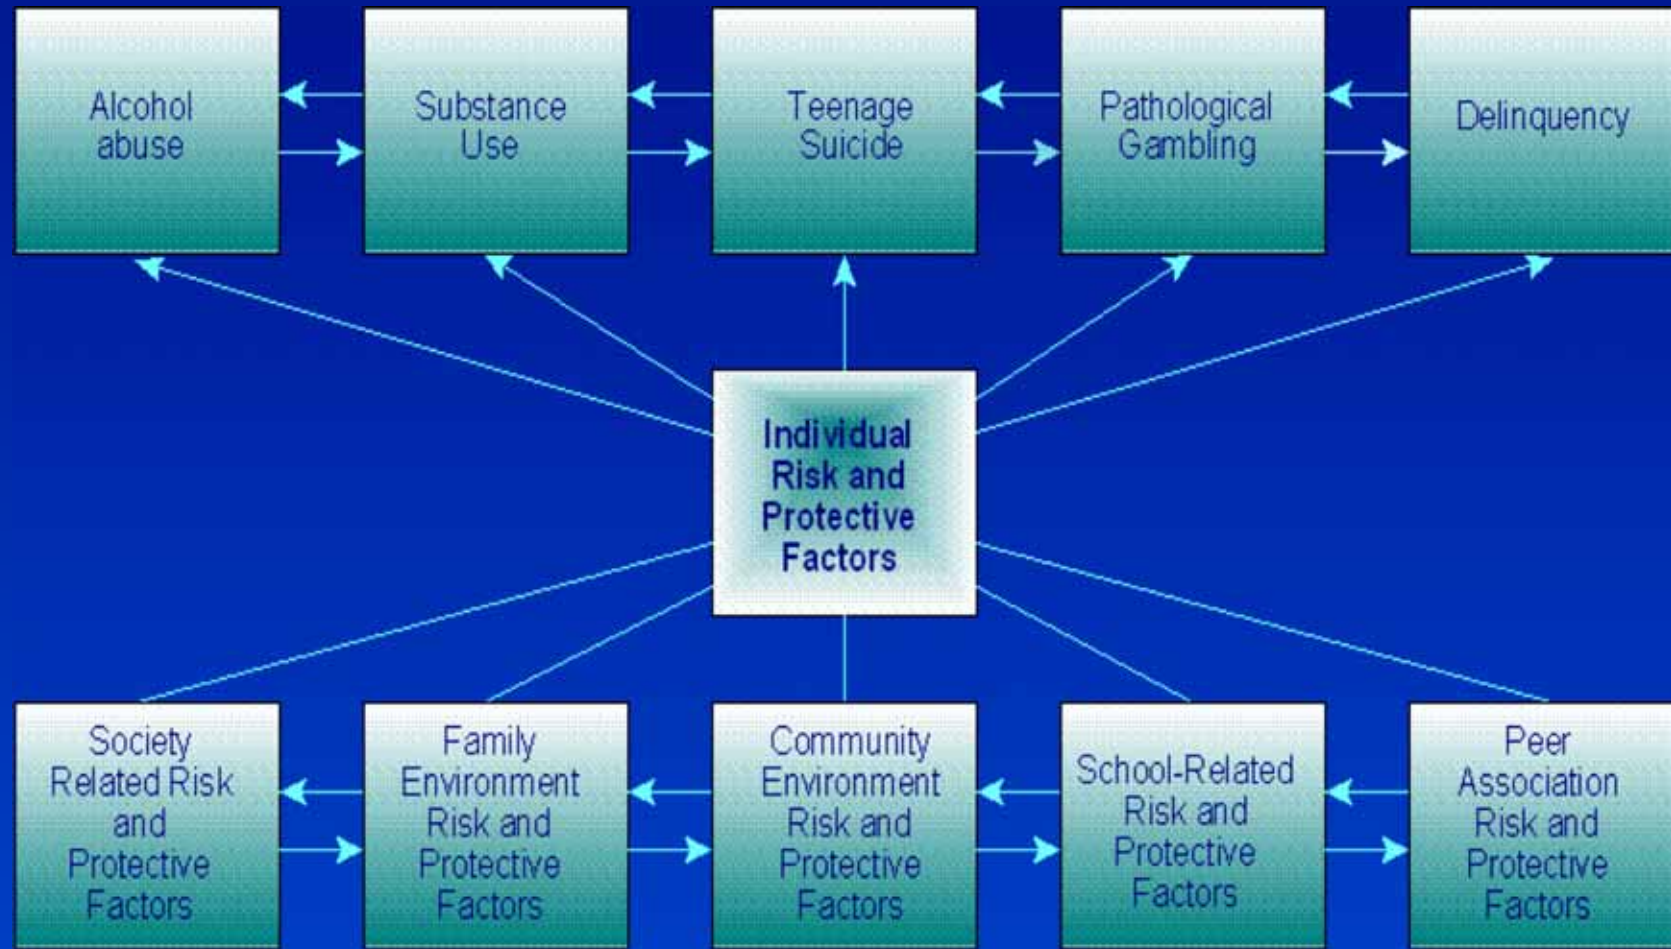 Alcohol
abuse
Substance
Use
Teenage
Suicide
Pathological
Gambling
Delinquency
Individual
Risk and
Protective
Factors
Society
Related Risk
and
Protective
Factors
Family
Environment
Risk and
Protective
Factors
Community
Environment
Risk and
Protective
Factors
School-Related
Risk and
Protective
Factors
Peer
Association
Risk and
Protective
Factors